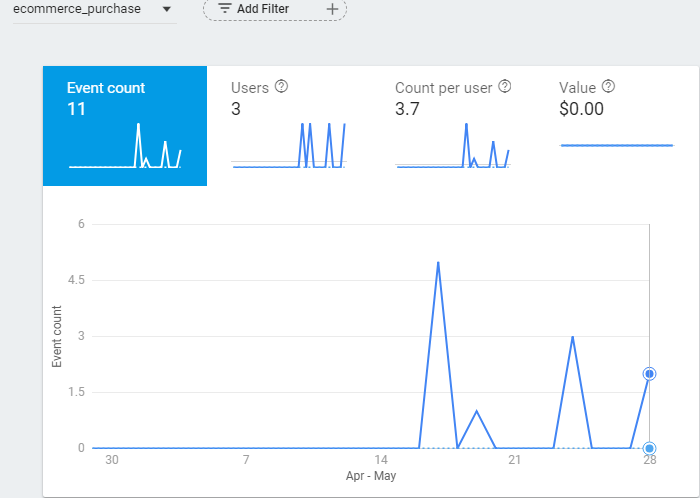 ecommerce_purchase
Add Filter
Event count
11
Users
3
Count per user
3.7
Value
$0.00
6
4.5
3
1.5
0
Event count
30 7 14 21 28
Apr - May